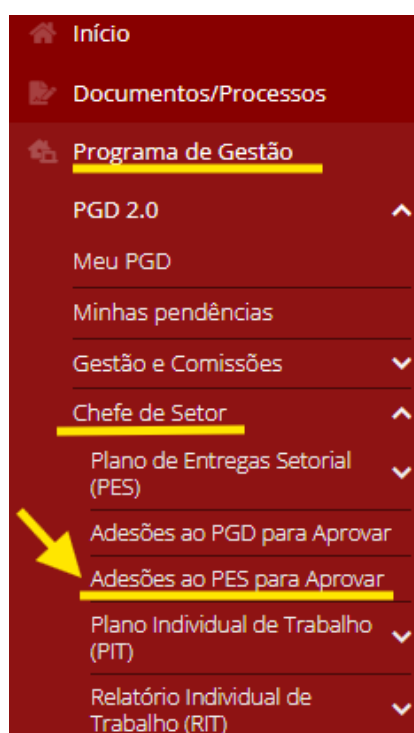 Início
Documentos/Processos
Programa de Gestão
PGD 2.0
Meu PGD
Minhas pendências
Gestão e Comissões
Chefe de Setor
Plano de Entregas Setorial
(PES)
Adesões ao PGD para Aprovar
Adesões ao PES para Aprovar
Plano Individual de Trabalho
(PIT)
Relatório Individual de
Trabalho (RIT)